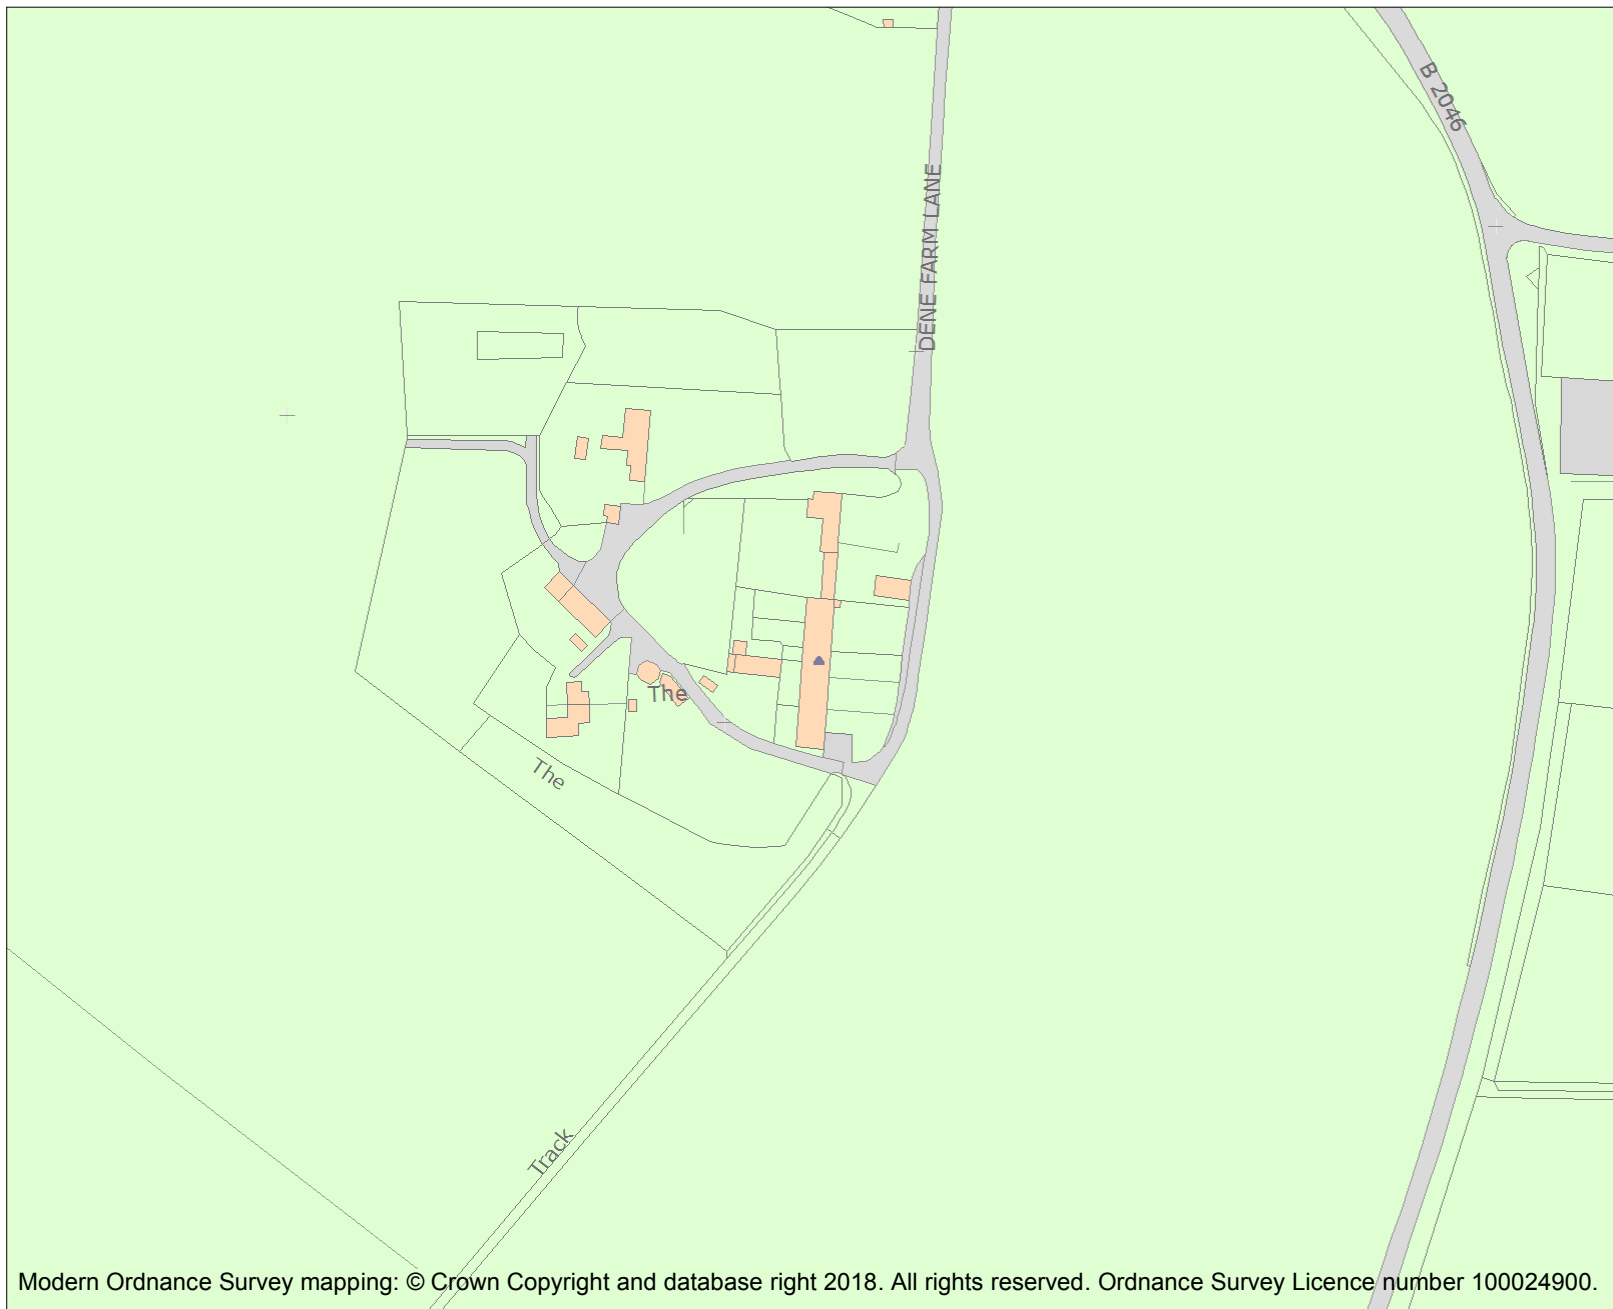 B 2046
DENE FARM LANE
The
The
Track
Modern Ordnance Survey mapping: © Crown Copyright and database right 2018. All rights reserved. Ordnance Survey Licence number 100024900.